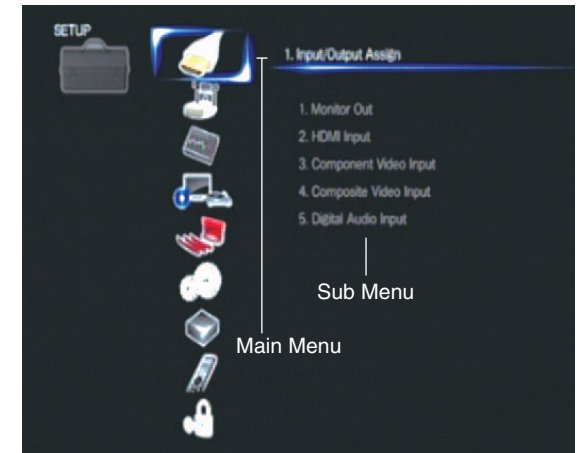 SETUP
1. Input/Output Assign
1. Monitor Out
2. HDMI Input
3. Component Video Input
4. Composite Video Input
5. Digital Audio Input
Sub Menu
Main Menu